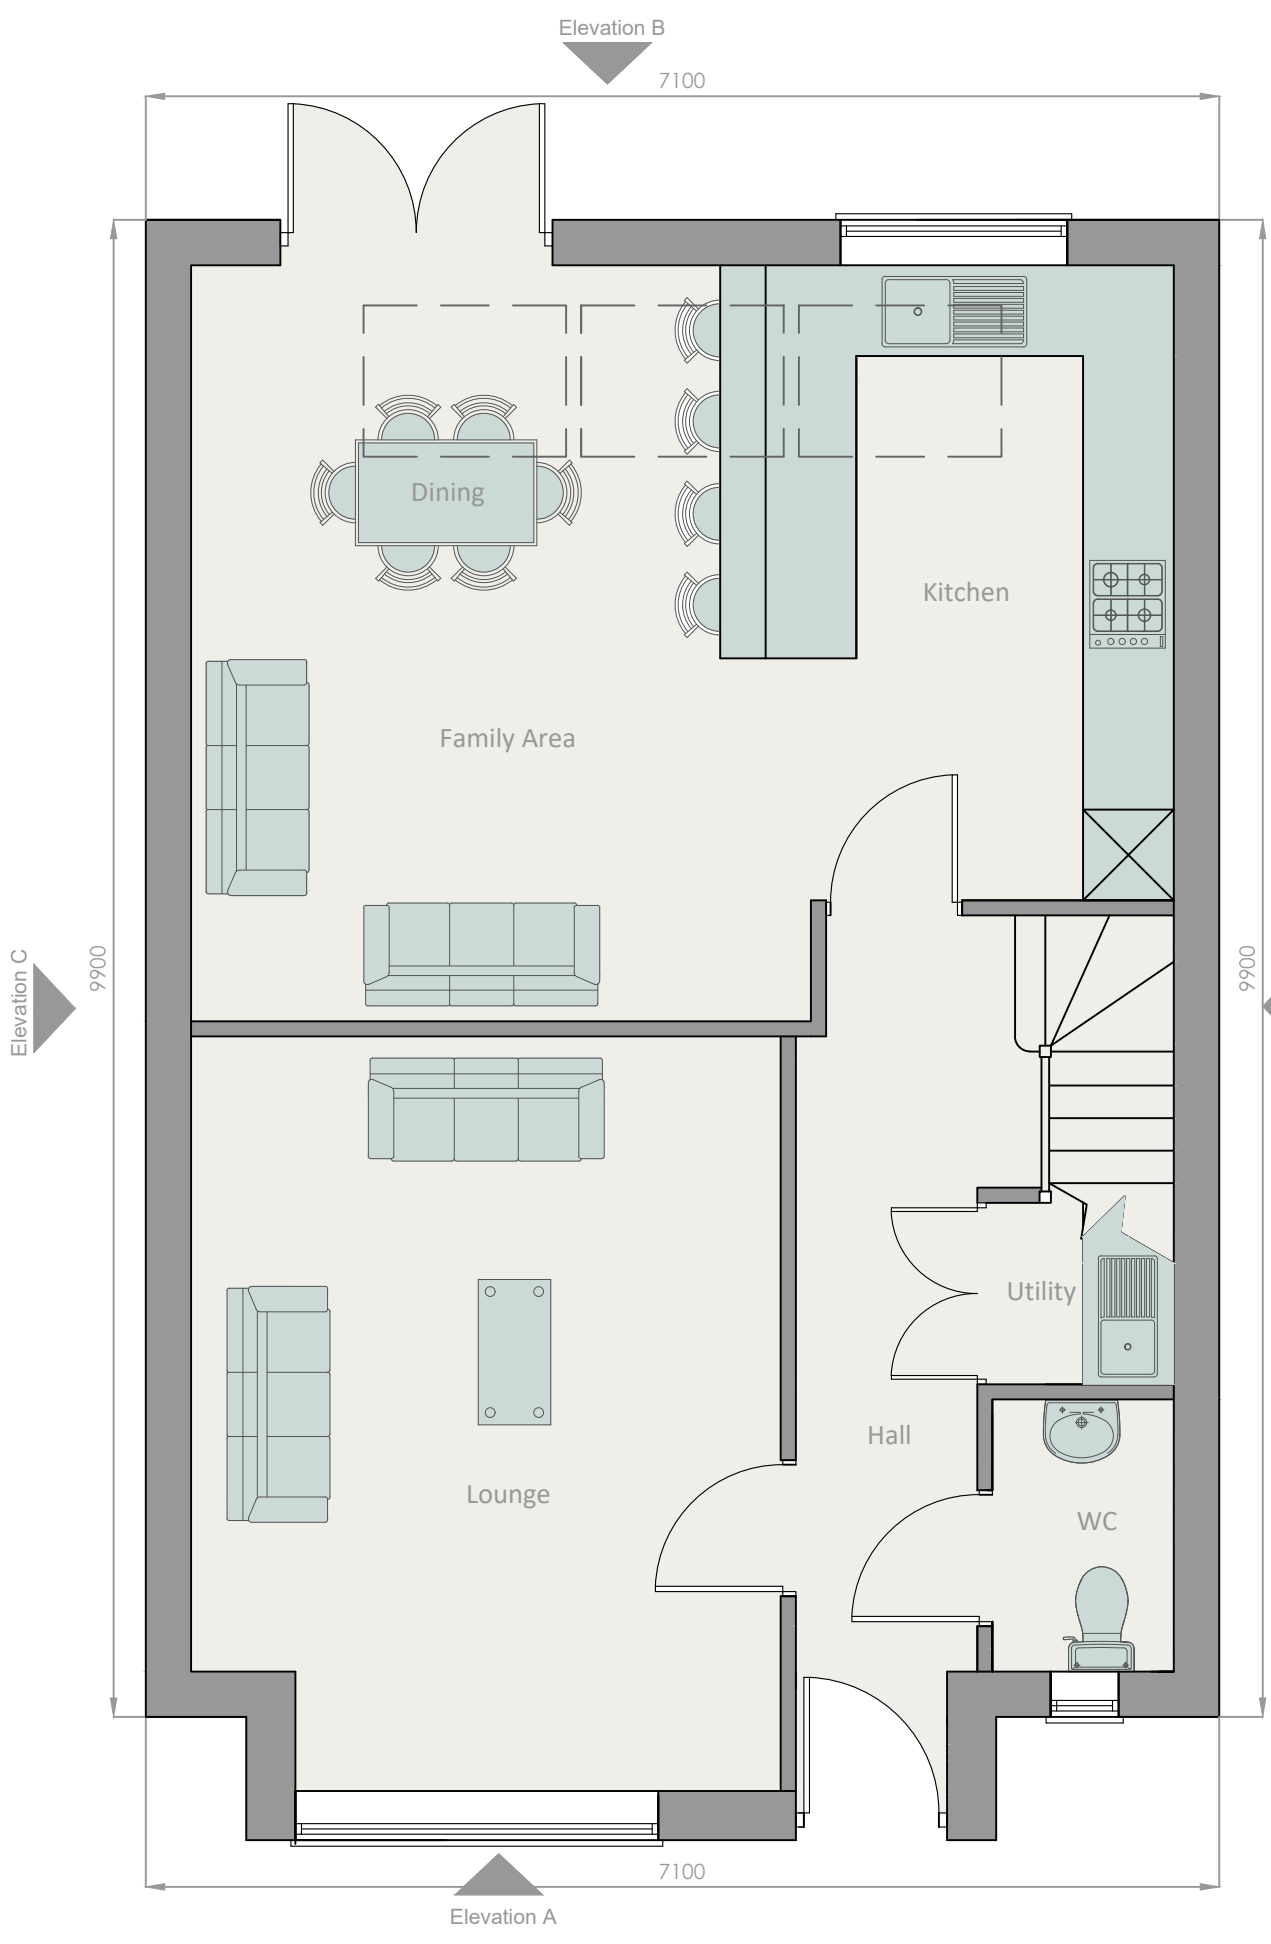 Elevation B
7100
Dining
Kitchen
Family Area
Elevation C
9900
9900
Utility
Hall
Lounge
WC
7100
Elevation A